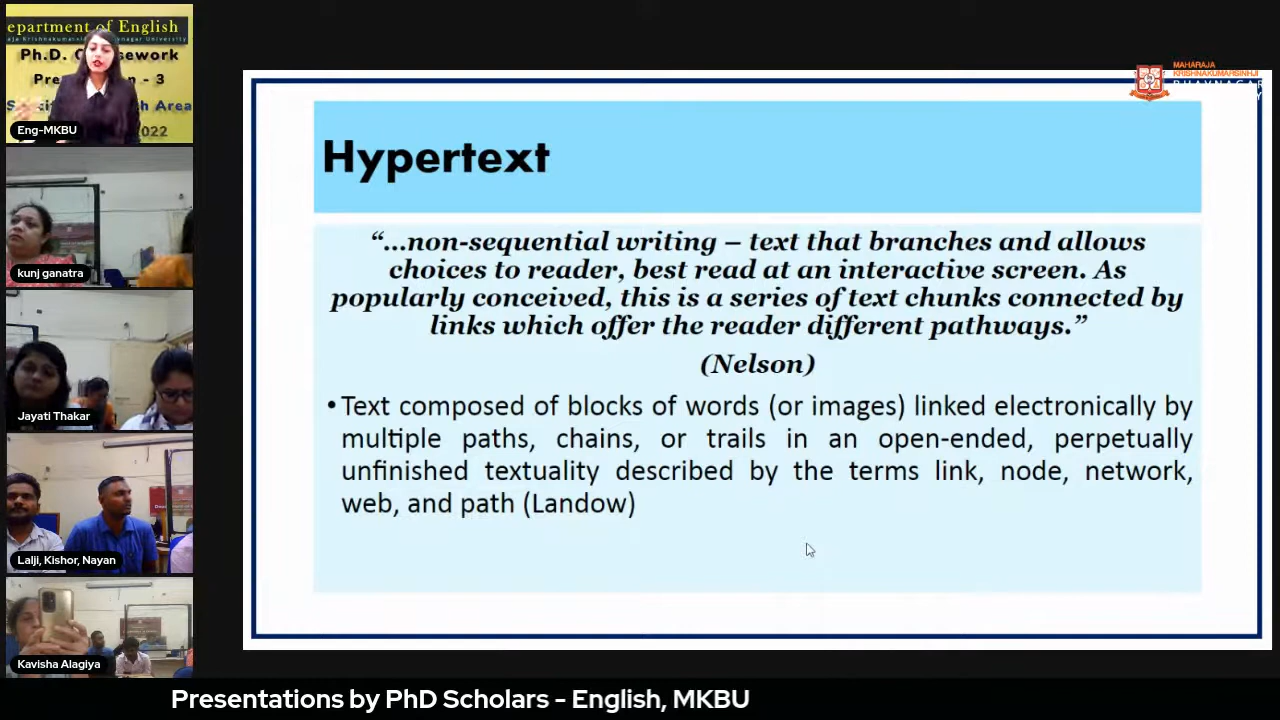 epartment of English
Ph.D. C sework
Pre n - 3
h Area
2022
Eng-MKBU
kunj ganatra
Jayati Thakar
Lalji, Kishor, Nayan
Kavisha Alagiya
MAHARAJA
KRISHNAKUMARSINHJI
BHAVNAGAR
Hypertext
“...non-sequential writing – text that branches and allows
choices to reader, best read at an interactive screen. As
popularly conceived, this is a series of text chunks connected by
links which offer the reader different pathways.”
(Nelson)
• Text composed of blocks of words (or images) linked electronically by
multiple paths, chains, or trails in an open-ended, perpetually
unfinished textuality described by the terms link, node, network,
web, and path (Landow)
Presentations by PhD Scholars - English, MKBU